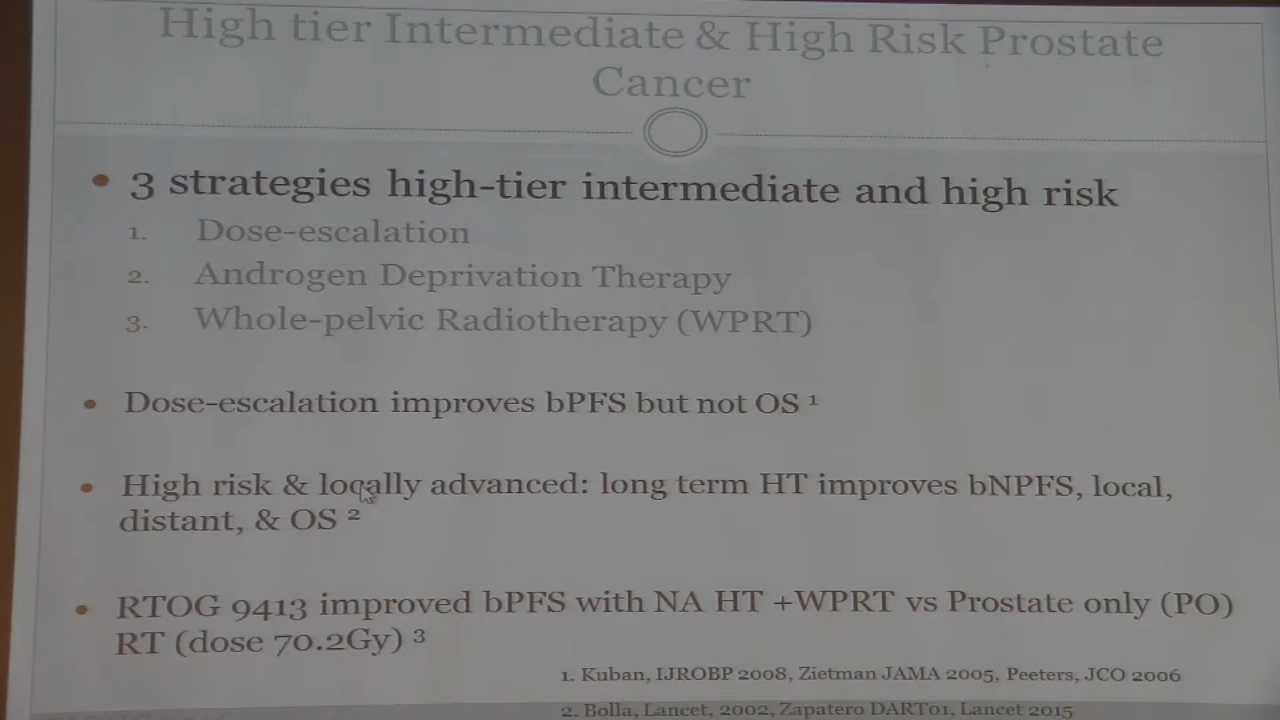 High tier Intermediate & High Risk Prostate
Cancer
• 3 strategies high-tier intermediate and high risk
1. Dose-escalation
2. Androgen Deprivation Therapy
3. Whole-pelvic Radiotherapy (WPRT)
• Dose-escalation improves bPFS but not OS ¹
• High risk & locally advanced: long term HT improves bNPFS, local,
distant, & OS ²
• RTOG 9413 improved bPFS with NA HT +WPRT vs Prostate only (PO)
RT (dose 70.2Gy) ³
1. Kuban, IJROBP 2008, Zietman JAMA 2005, Peeters, JCO 2006
2. Bolla, Lancet, 2002, Zapatero DART01, Lancet 2015